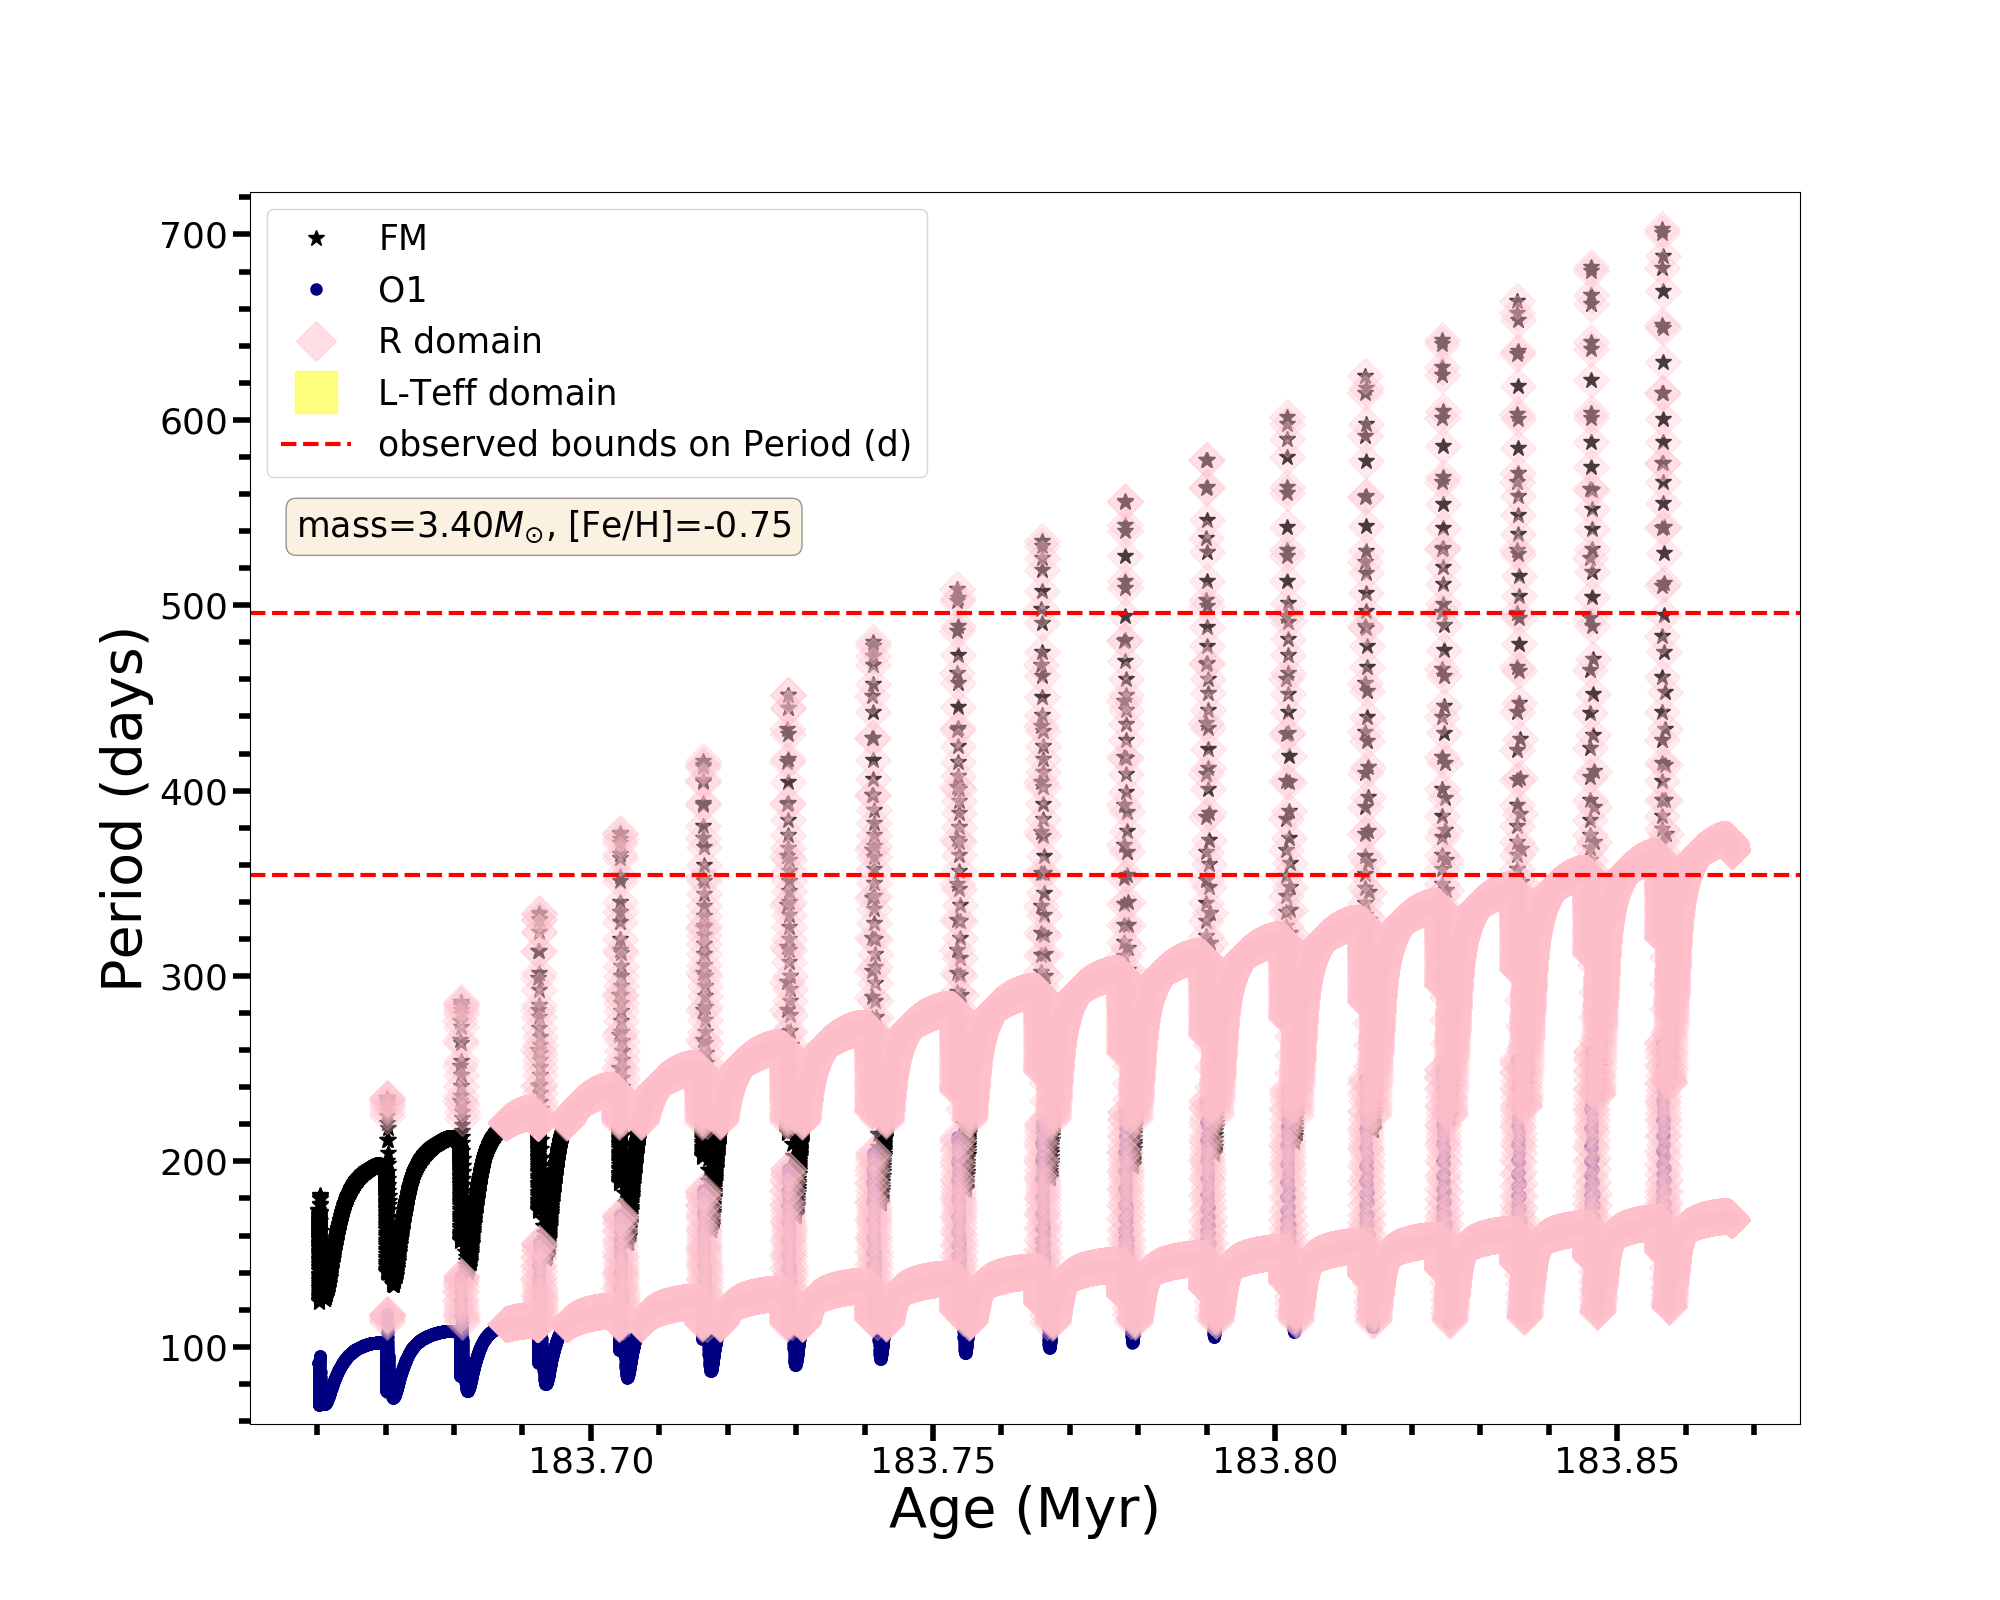 FM
O1
R domain
L-Teff domain
observed bounds on Period (d)
mass=3.40M⊙, [Fe/H]=-0.75
Period (days)
700
600
500
400
300
200
100
183.70 183.75 183.80 183.85
Age (Myr)